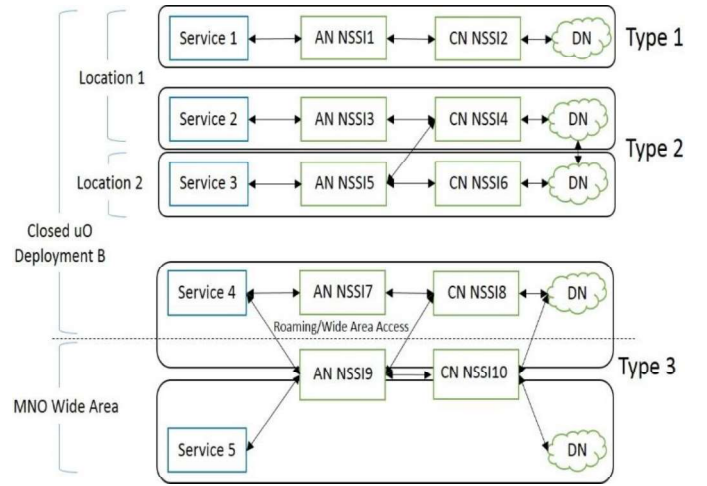 Service 1
AN NSSI1
CN NSSI2
DN
Type 1
Location 1
Service 2
AN NSSI3
CN NSSI4
DN
Type 2
Location 2
Service 3
AN NSSI5
CN NSSI6
DN
Closed uO
Deployment B
Service 4
AN NSSI7
CN NSSI8
DN
Roaming/Wide Area Access
AN NSSI9
CN NSSI10
Type 3
MNO Wide Area
Service 5
DN